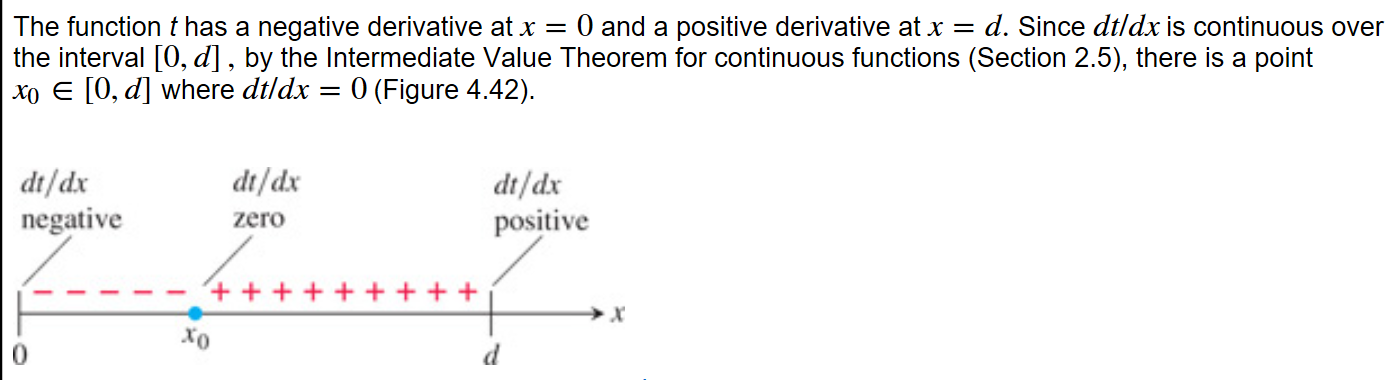 The function t has a negative derivative at x = 0 and a positive derivative at x = d. Since dt/dx is continuous over
the interval [0, d] , by the Intermediate Value Theorem for continuous functions (Section 2.5), there is a point
x₀ ∈ [0, d] where dt/dx = 0 (Figure 4.42).
dt/dx dt/dx dt/dx
negative zero positive
− − − − − + + + + + + + + +
x
x₀
0 d